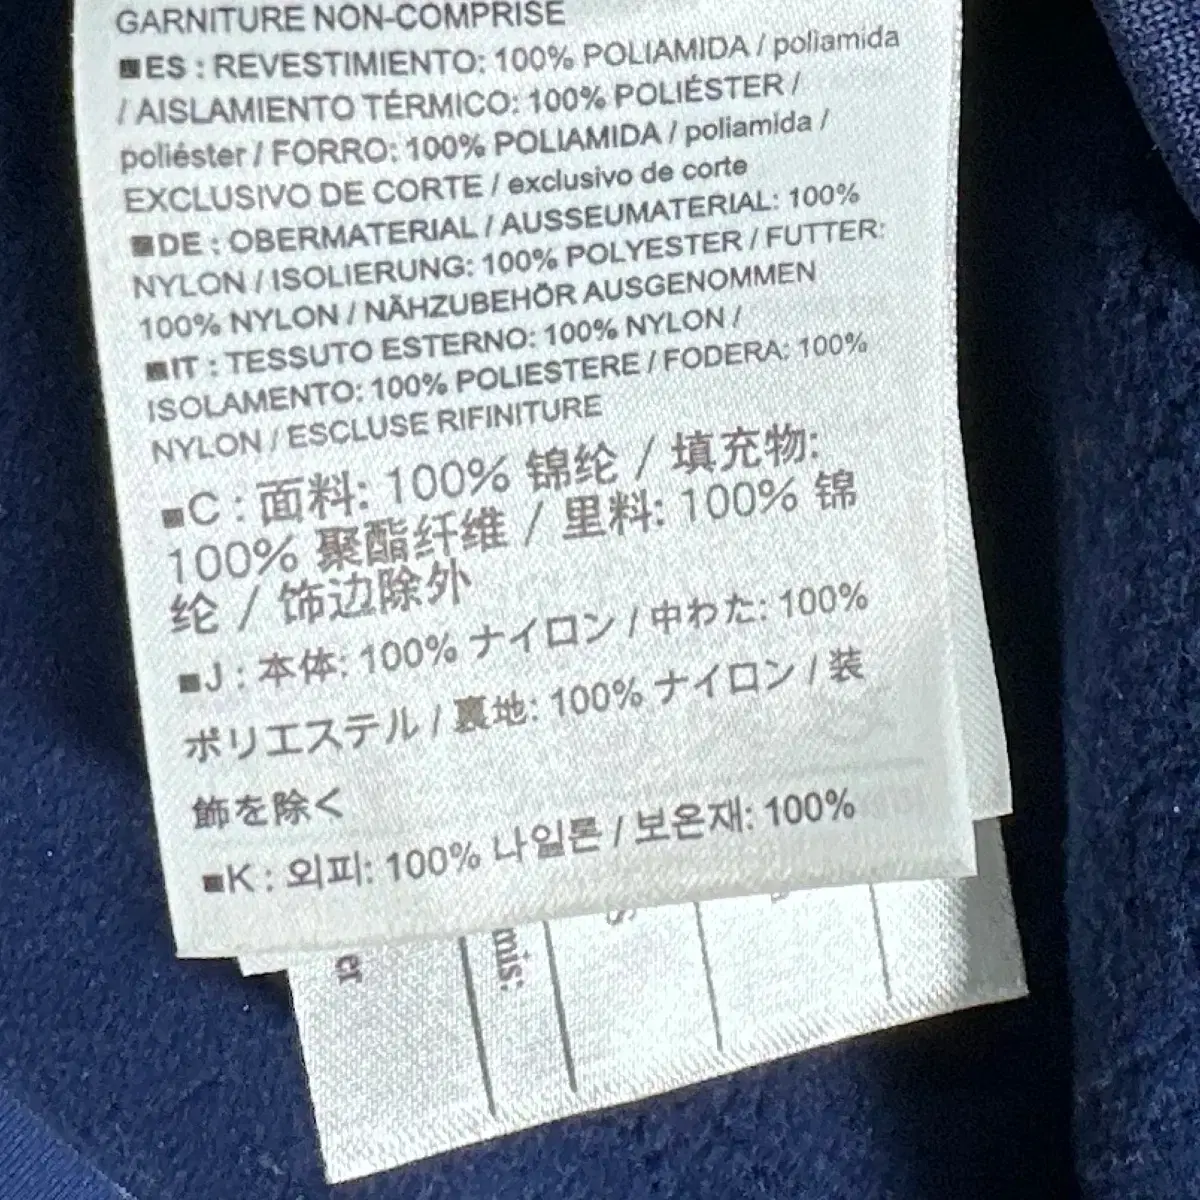 GARNITURE NON-COMPRISE
■ES : REVESTIMIENTO: 100% POLIAMIDA / poliamida
/ AISLAMIENTO TÉRMICO: 100% POLIÉSTER /
poliéster / FORRO: 100% POLIAMIDA / poliamida /
EXCLUSIVO DE CORTE / exclusivo de corte
■DE : OBERMATERIAL / AUSSEUMATERIAL: 100%
NYLON / ISOLIERUNG: 100% POLYESTER / FUTTER:
100% NYLON / NÄHZUBEHÖR AUSGENOMMEN
■IT : TESSUTO ESTERNO: 100% NYLON /
ISOLAMENTO: 100% POLIESTERE / FODERA: 100%
NYLON / ESCLUSE RIFINITURE
■C : 面料: 100% 锦纶 / 填充物:
100% 聚酯纤维 / 里料: 100% 锦
纶 / 饰边除外
■J : 本体: 100% ナイロン / 中わた: 100%
ポリエステル / 裏地: 100% ナイロン / 装
飾を除く
■K : 외피: 100% 나일론 / 보온재: 100%
er
mis: